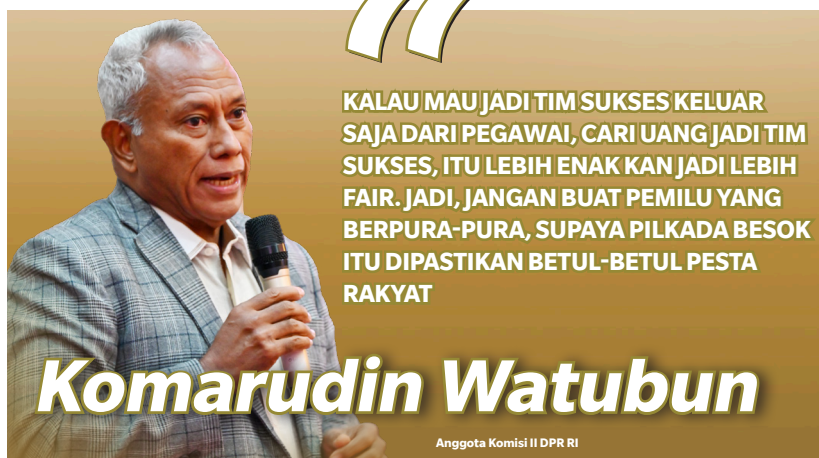 “
KALAU MAU JADI TIM SUKSES KELUAR
SAJA DARI PEGAWAI, CARI UANG JADI TIM
SUKSES, ITU LEBIH ENAK KAN JADI LEBIH
FAIR. JADI, JANGAN BUAT PEMILU YANG
BERPURA-PURA, SUPAYA PILKADA BESOK
ITU DIPASTIKAN BETUL-BETUL PESTA
RAKYAT
Komarudin Watubun
Anggota Komisi II DPR RI